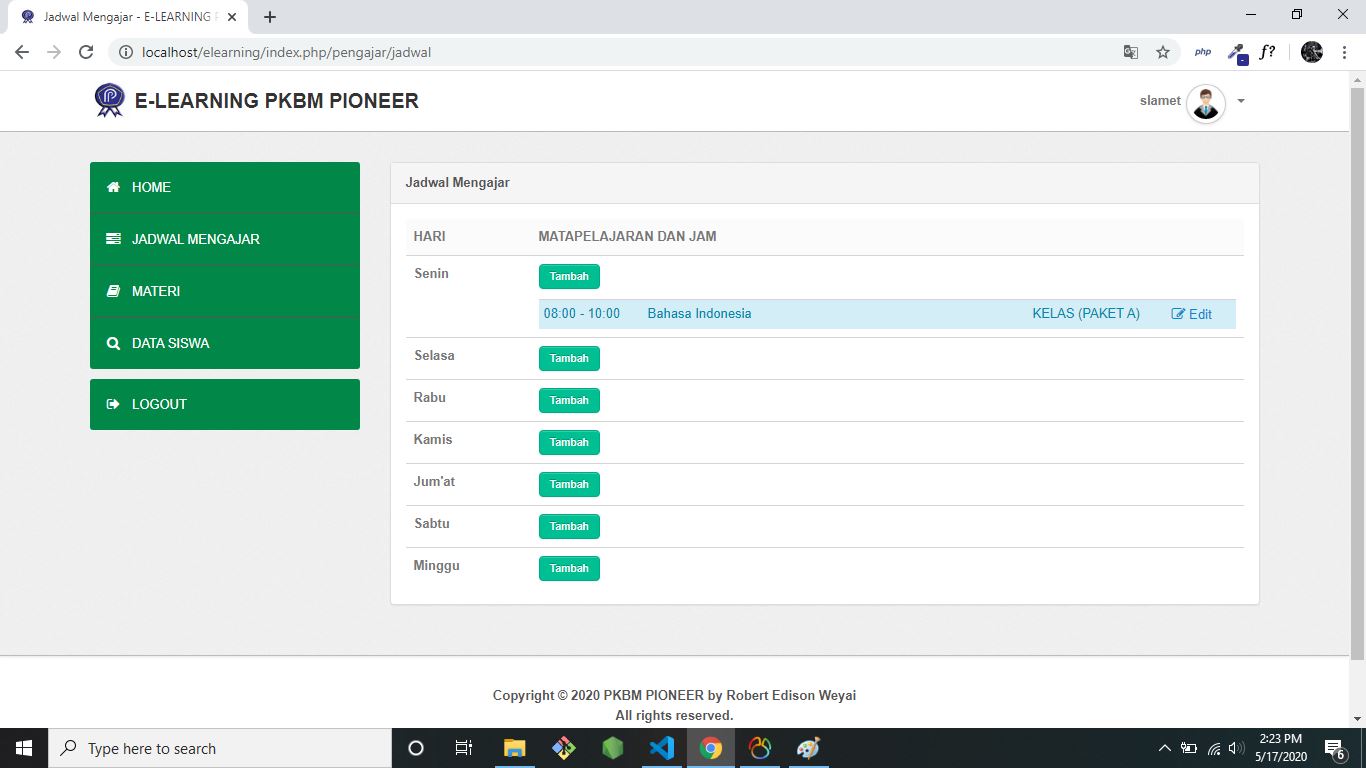 Jadwal Mengajar - E-LEARNING
localhost/elearning/index.php/pengajar/jadwal
php
f?
E-LEARNING PKBM PIONEER
slamet
HOME
JADWAL MENGAJAR
MATERI
DATA SISWA
LOGOUT
Jadwal Mengajar
HARI MATAPELAJARAN DAN JAM
Senin Tambah
08:00 - 10:00 Bahasa Indonesia KELAS (PAKET A) Edit
Selasa Tambah
Rabu Tambah
Kamis Tambah
Jum'at Tambah
Sabtu Tambah
Minggu Tambah
Copyright © 2020 PKBM PIONEER by Robert Edison Weyai
All rights reserved.
Type here to search
2:23 PM
5/17/2020
6